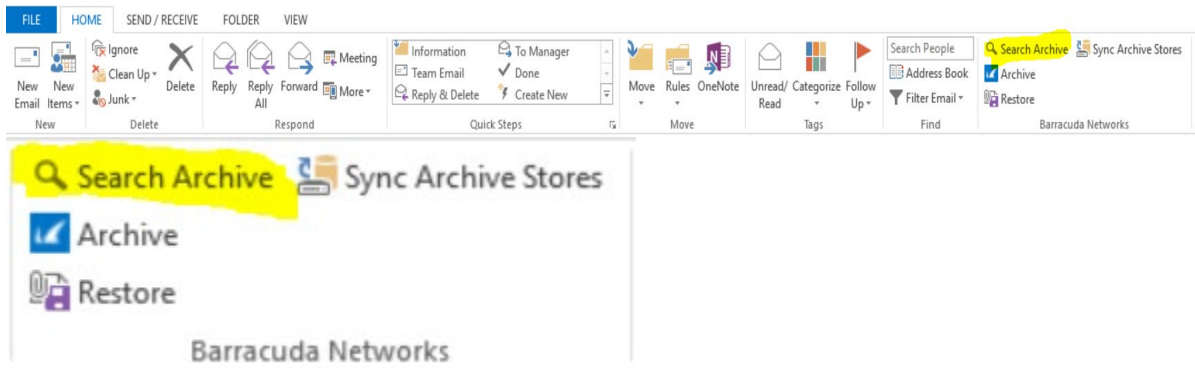 FILE HOME SEND / RECEIVE FOLDER VIEW
Ignore
Clean Up
Junk
New Email
New Items
Delete
Reply
Reply All
Forward
Meeting
More
Information
Team Email
Reply & Delete
To Manager
Done
Create New
Move
Rules
OneNote
Unread/ Read
Categorize
Follow Up
Search People
Address Book
Filter Email
Search Archive
Sync Archive Stores
Archive
Restore
New Delete Respond Quick Steps Move Tags Find Barracuda Networks
Search Archive Sync Archive Stores
Archive
Restore
Barracuda Networks